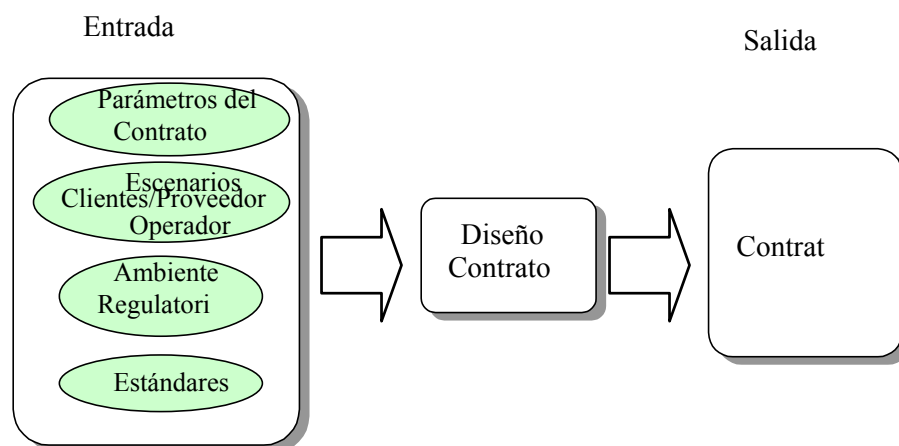 Entrada
Salida
Parámetros del
Contrato
Escenarios
Clientes/Proveedor
Operador
Ambiente
Regulatori
Estándares
Diseño
Contrato
Contrat